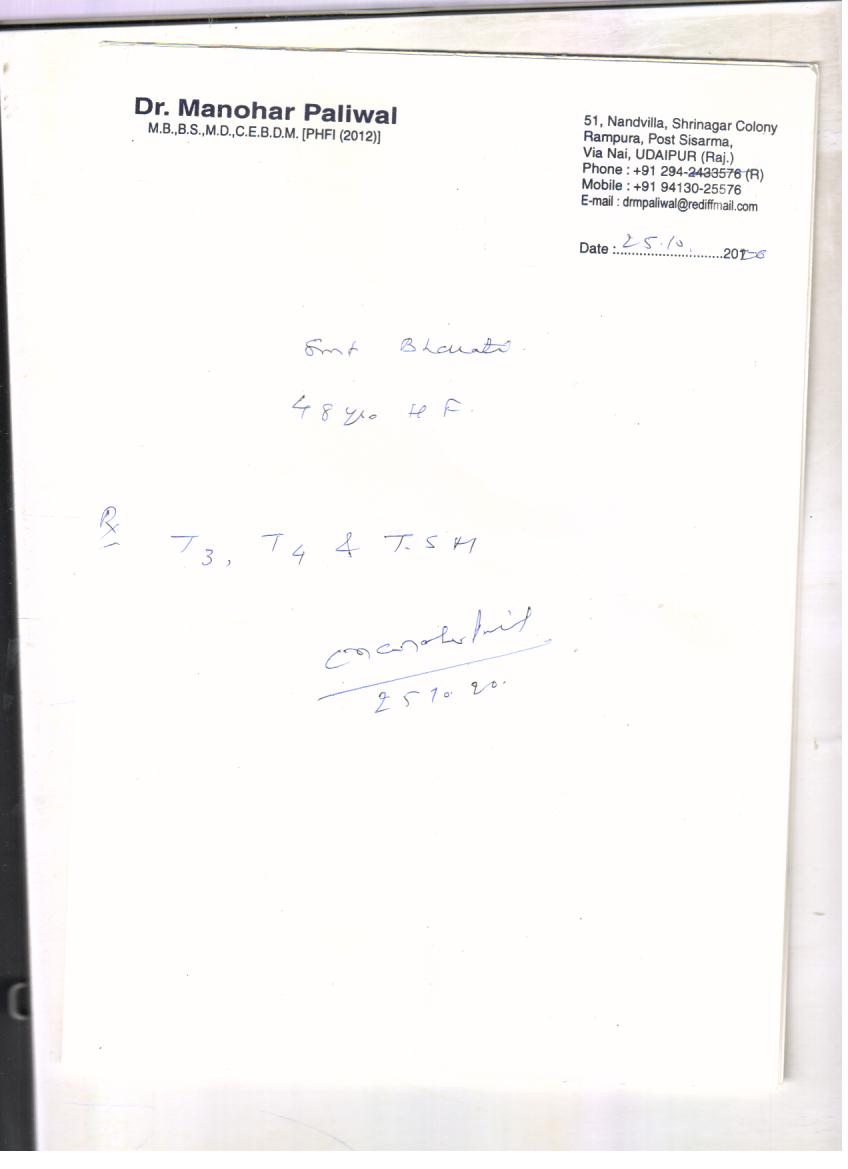 Dr. Manohar Paliwal
M.B.,B.S.,M.D.,C.E.B.D.M. [PHFI (2012)]
51, Nandvilla, Shrinagar Colony
Rampura, Post Sisarma,
Via Nai, UDAIPUR (Raj.)
Phone : +91 294-2433576 (R)
Mobile : +91 94130-25576
E-mail : drmpaliwal@rediffmail.com
Date : 25.10. 2020
Smt Bharati
48 yrs H F.
Rx T3, T4 & T.S H
25 10. 20.